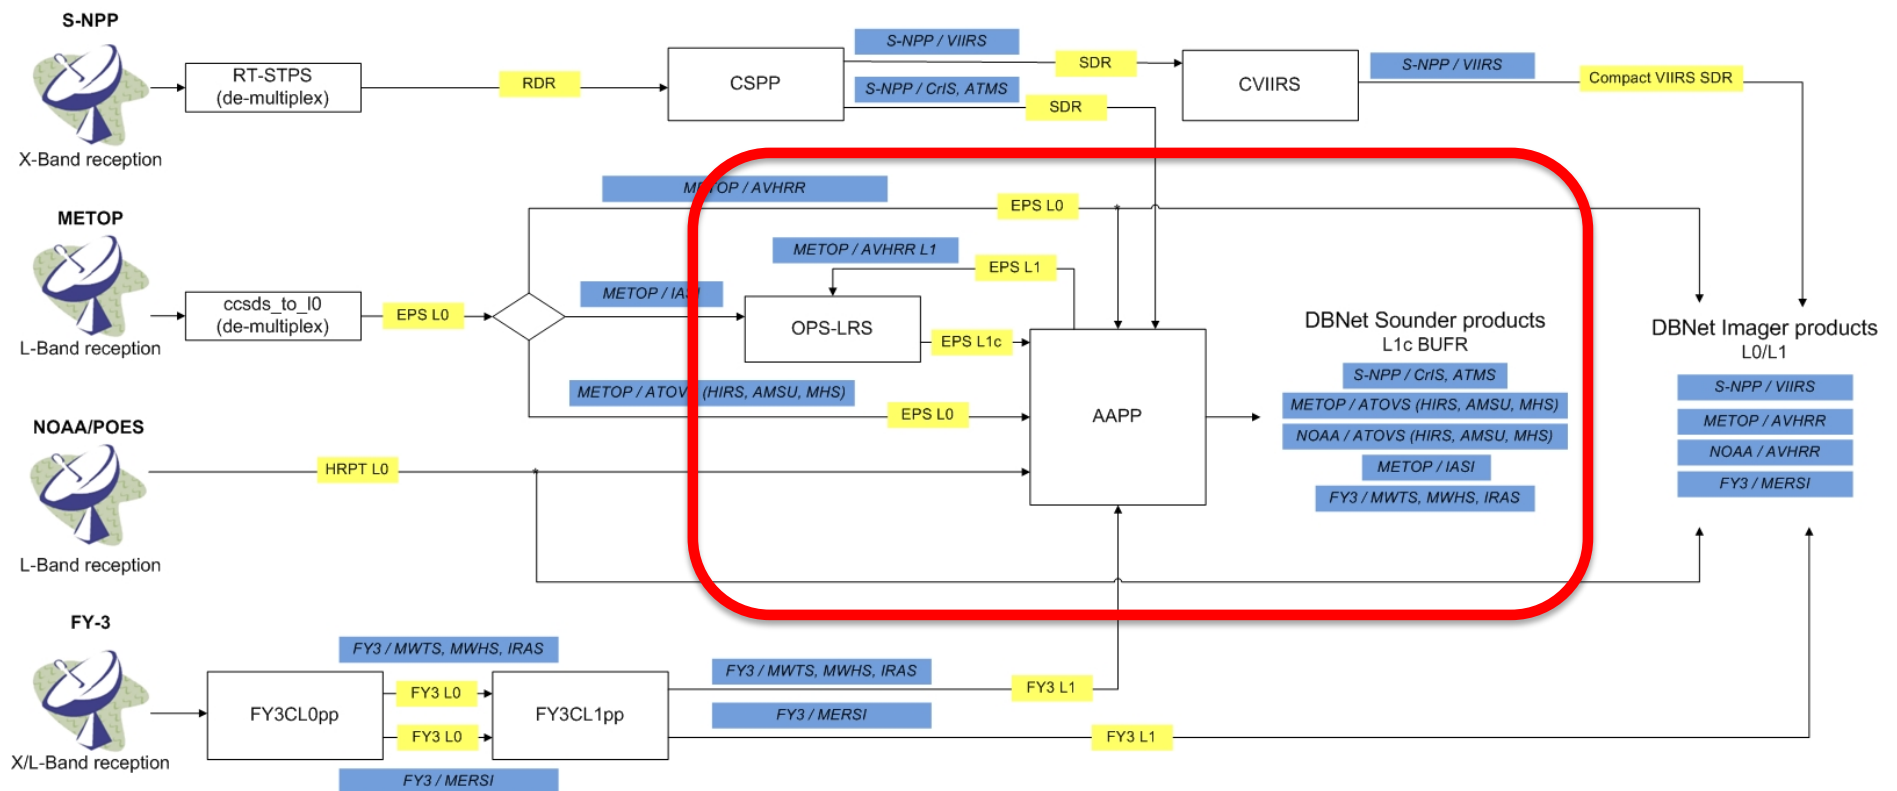 S-NPP
X-Band reception
RT-STPS
(de-multiplex)
RDR
CSPP
S-NPP / VIIRS
SDR
S-NPP / CrIS, ATMS
SDR
CVIIRS
S-NPP / VIIRS
Compact VIIRS SDR
METOP
L-Band reception
ccsds_to_l0
(de-multiplex)
EPS L0
METOP / AVHRR
EPS L0
METOP / AVHRR L1
EPS L1
METOP / IASI
OPS-LRS
EPS L1c
METOP / ATOVS (HIRS, AMSU, MHS)
EPS L0
AAPP
DBNet Sounder products
L1c BUFR
S-NPP / CrIS, ATMS
METOP / ATOVS (HIRS, AMSU, MHS)
NOAA / ATOVS (HIRS, AMSU, MHS)
METOP / IASI
FY3 / MWTS, MWHS, IRAS
DBNet Imager products
L0/L1
S-NPP / VIIRS
METOP / AVHRR
NOAA / AVHRR
FY3 / MERSI
NOAA/POES
L-Band reception
HRPT L0
FY-3
X/L-Band reception
FY3CL0pp
FY3 / MWTS, MWHS, IRAS
FY3 L0
FY3 L0
FY3 / MERSI
FY3CL1pp
FY3 / MWTS, MWHS, IRAS
FY3 L1
FY3 / MERSI
FY3 L1